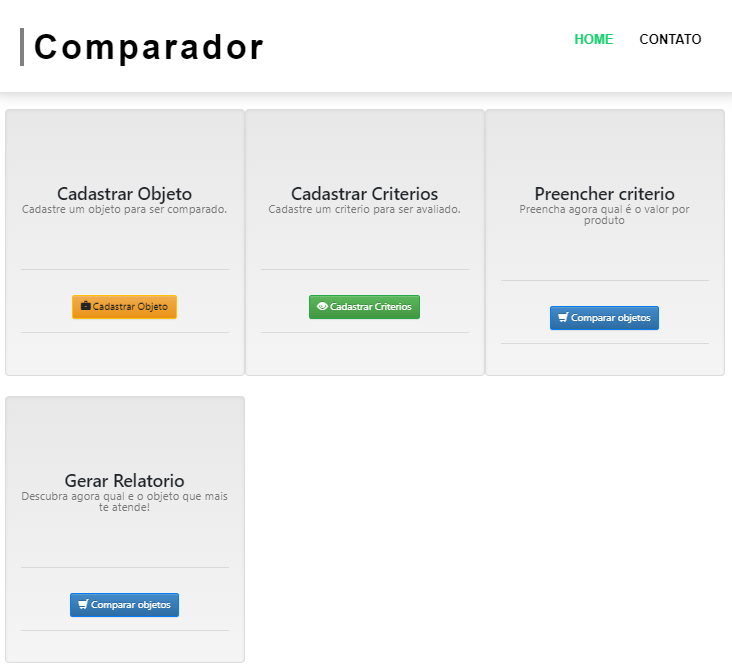 Comparador
HOME
CONTATO
Cadastrar Objeto
Cadastre um objeto para ser comparado.
Cadastrar Objeto
Cadastrar Criterios
Cadastre um criterio para ser avaliado.
Cadastrar Criterios
Preencher criterio
Preencha agora qual é o valor por
produto
Comparar objetos
Gerar Relatorio
Descubra agora qual e o objeto que mais
te atende!
Comparar objetos